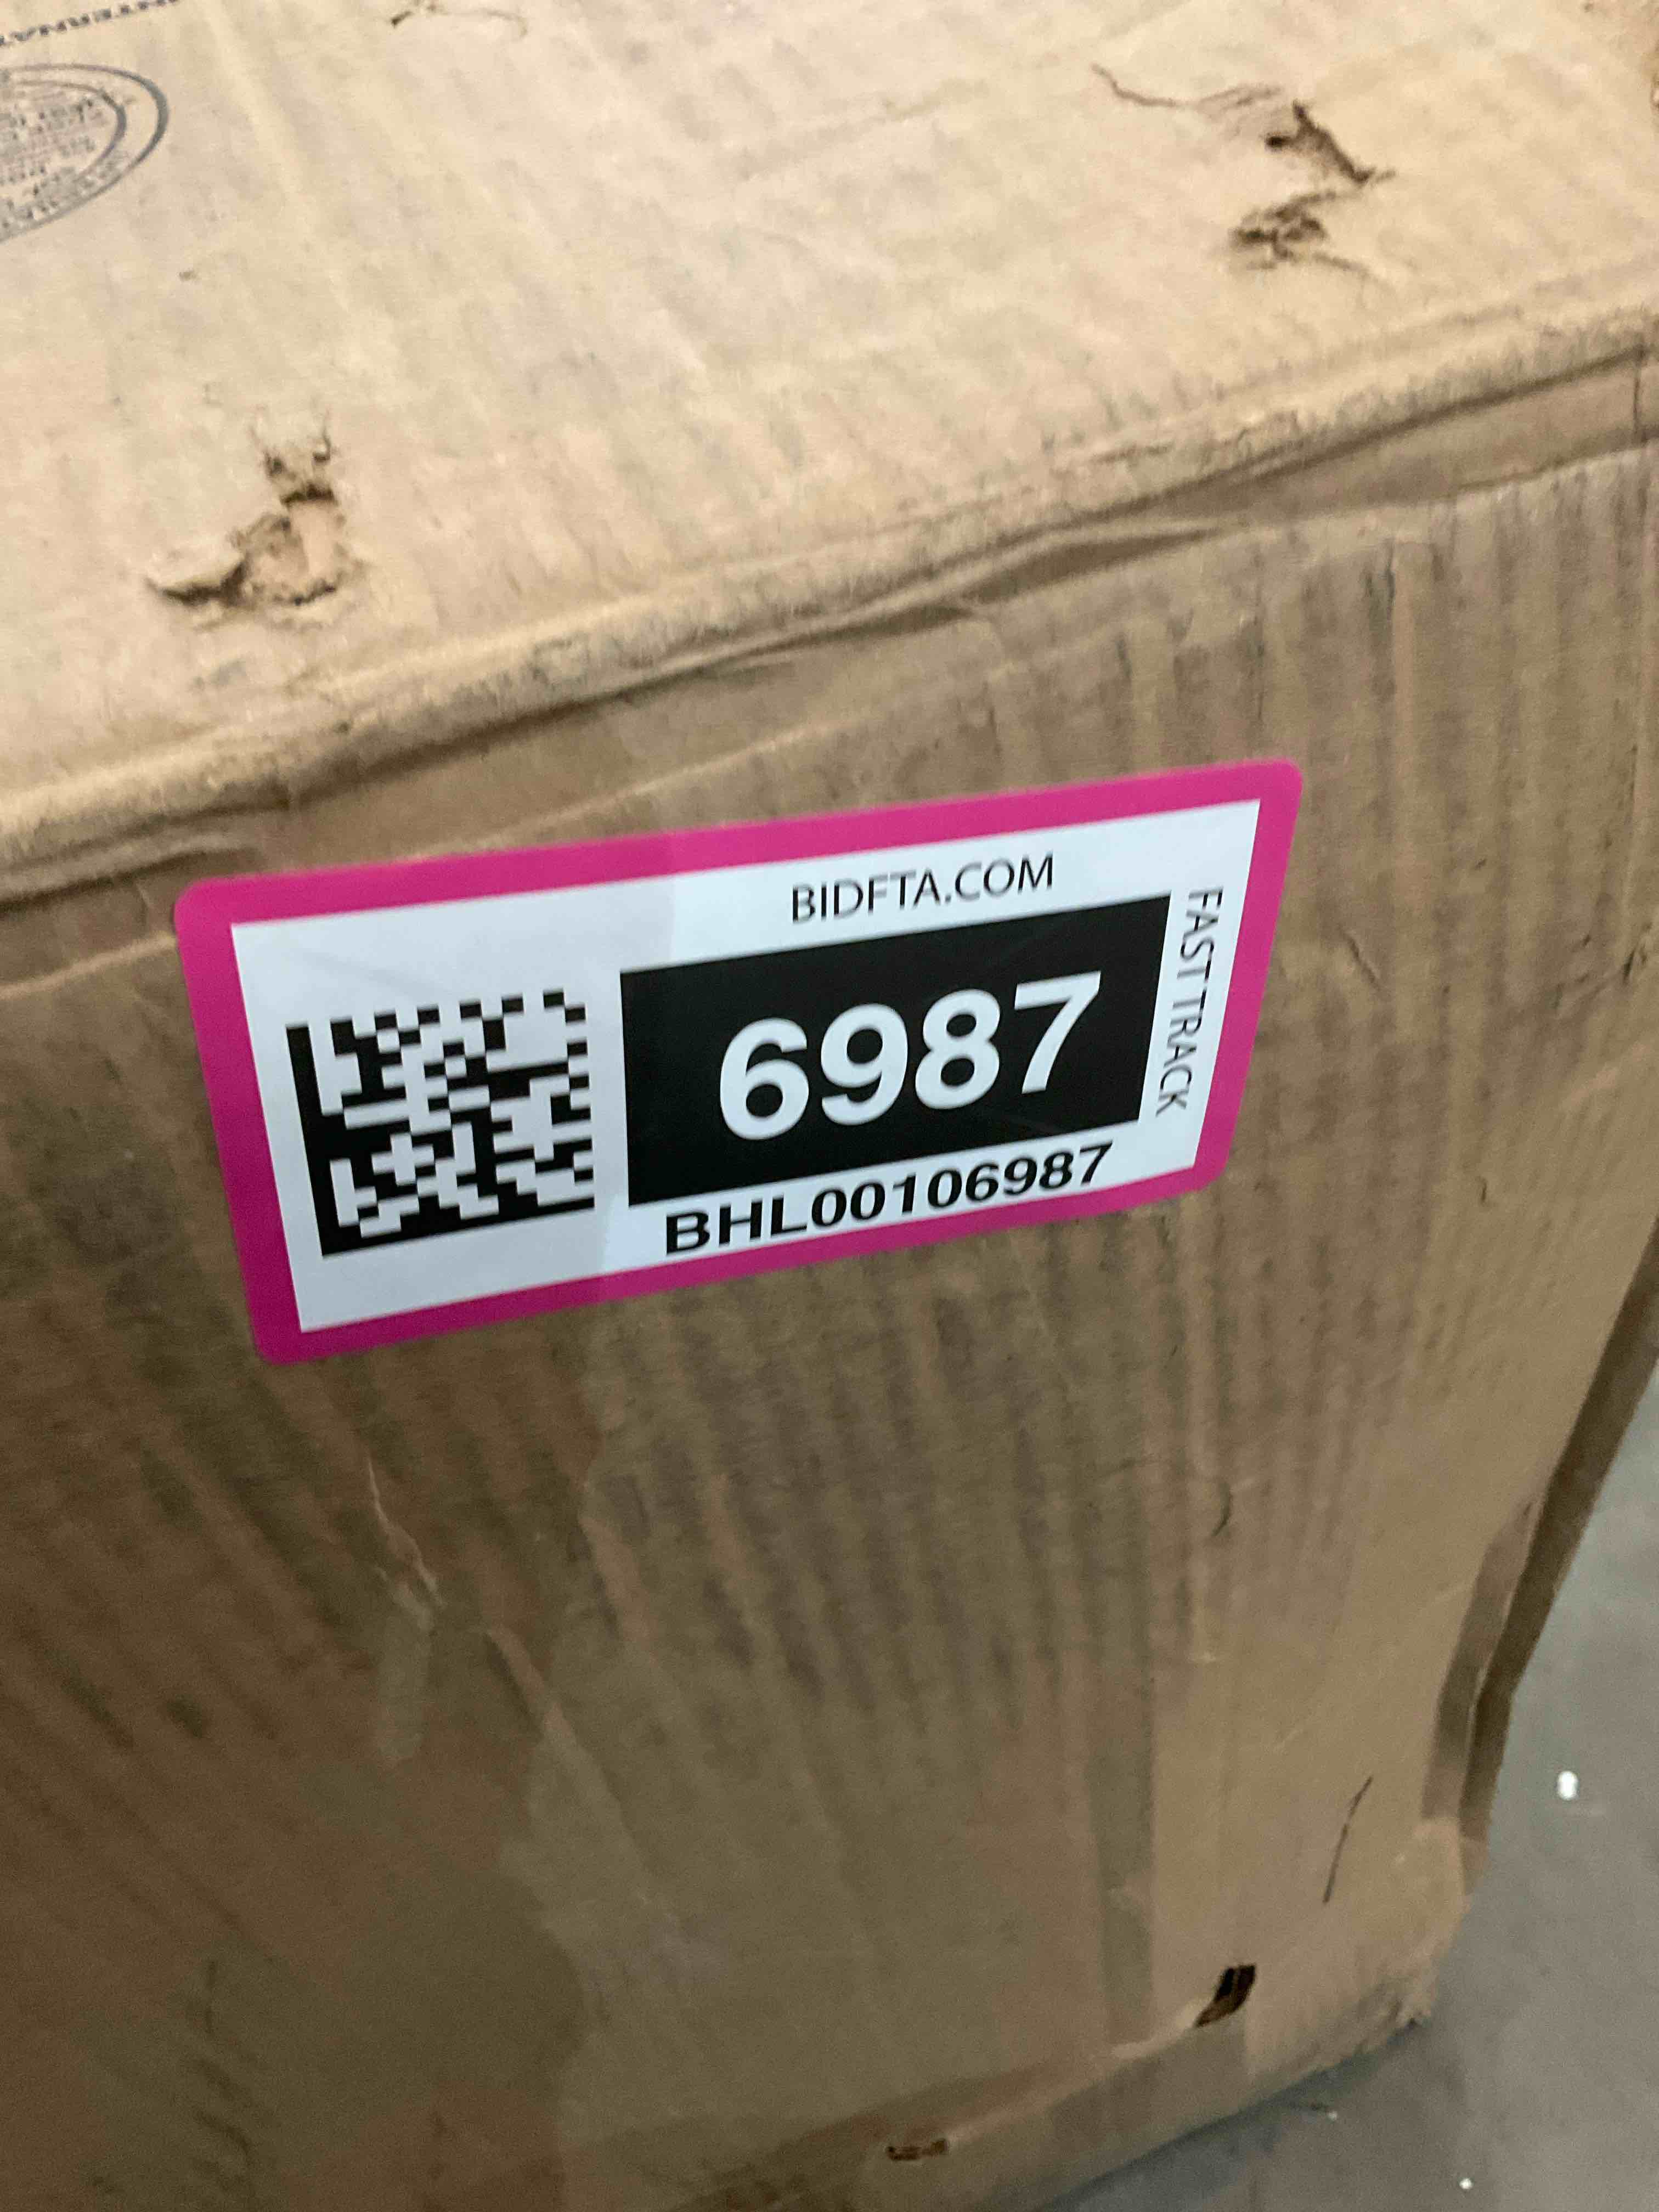 BIDFTA.COM
6987
BHL00106987
FAST TRACK